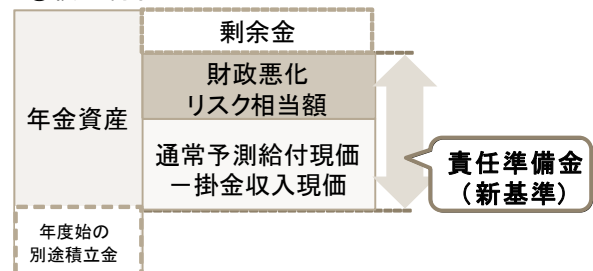 剰余金
年金資産
財政悪化
リスク相当額
通常予測給付現価
－掛金収入現価
責任準備金
（新基準）
年度始の
別途積立金